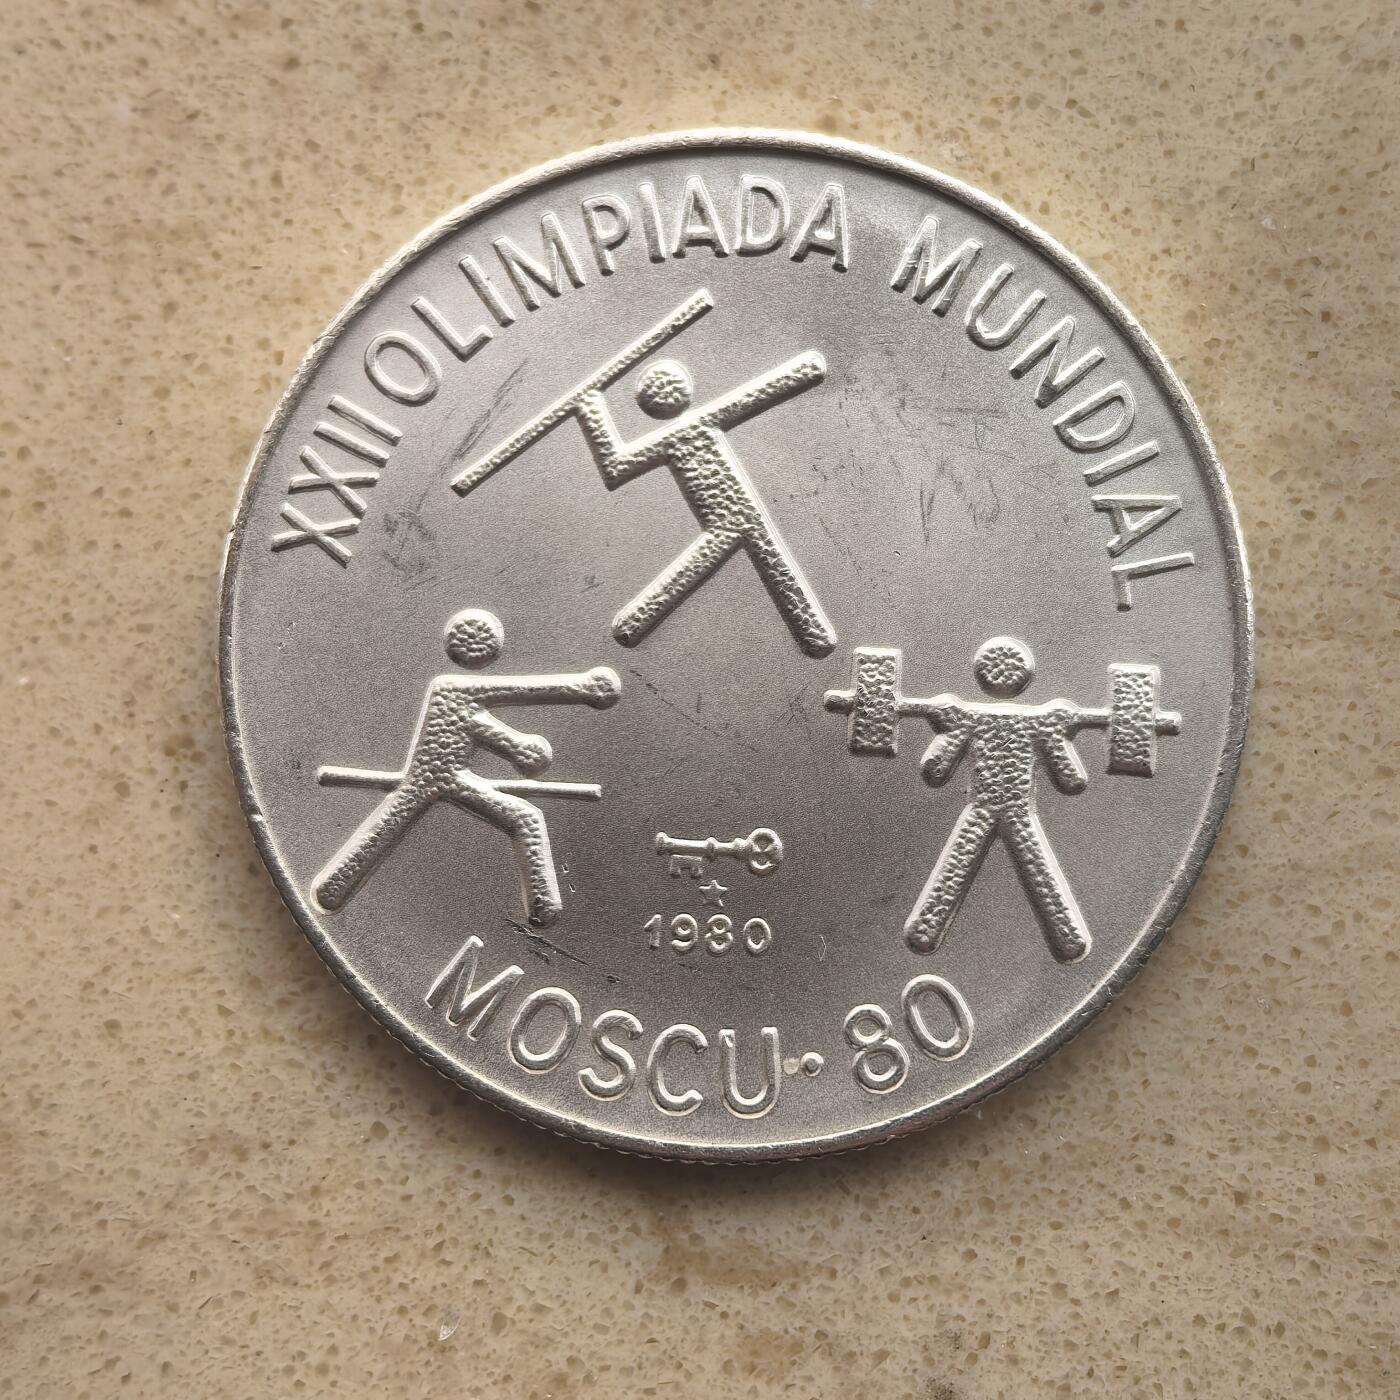 XXII OLIMPIADA MUNDIAL
1980
MOSCU · 80